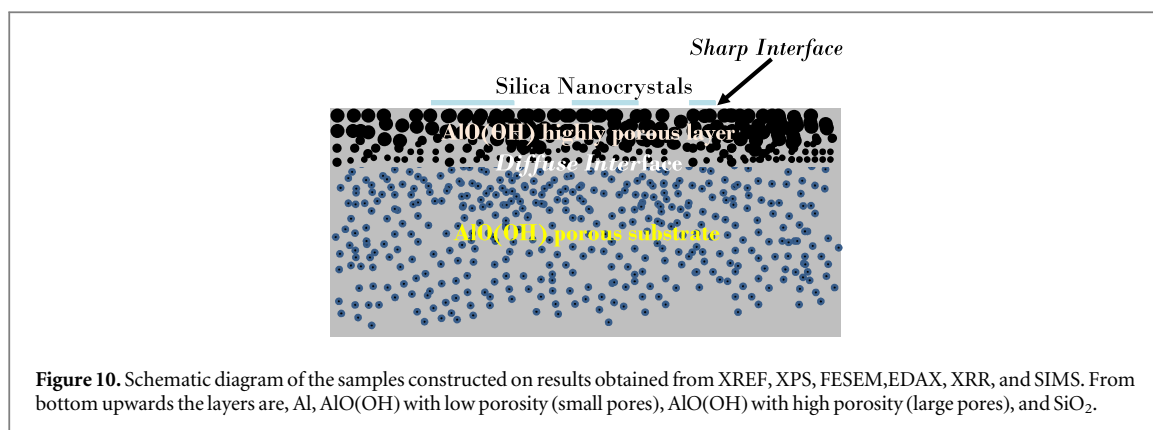 Sharp Interface
Silica Nanocrystals
AlO(OH) highly porous layer
Diffuse Interface
AlO(OH) porous substrate
Figure 10. Schematic diagram of the samples constructed on results obtained from XREF, XPS, FESEM,EDAX, XRR, and SIMS. From
bottom upwards the layers are, Al, AlO(OH) with low porosity (small pores), AlO(OH) with high porosity (large pores), and SiO₂.